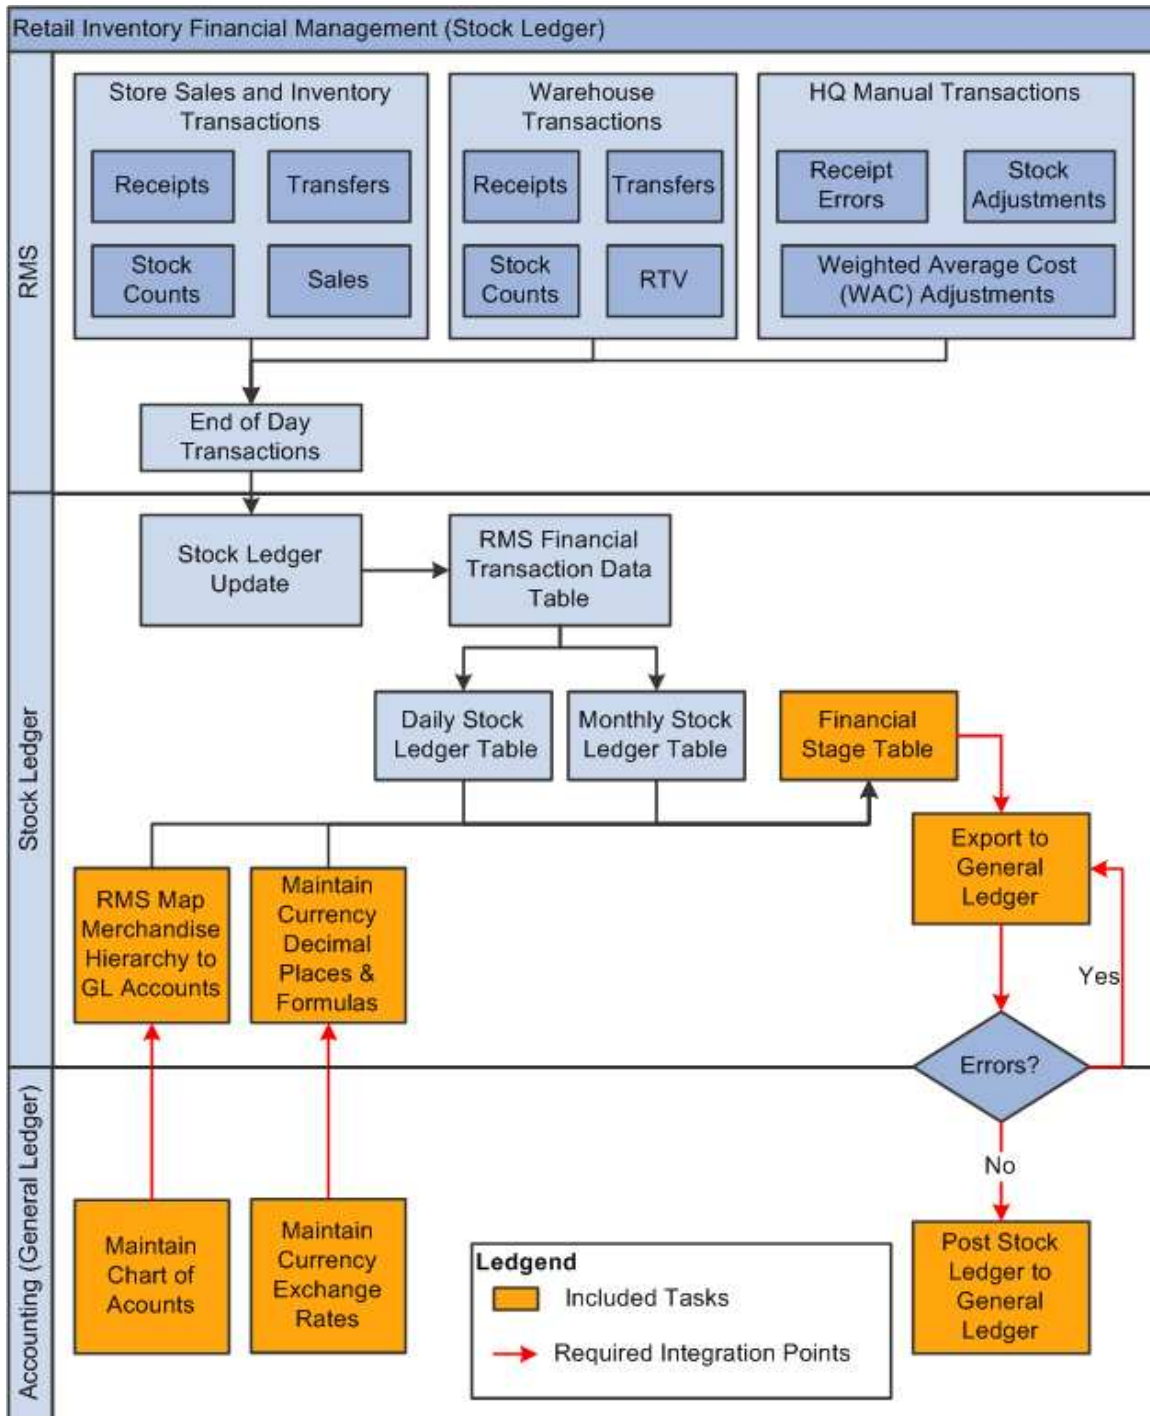 Retail Inventory Financial Management (Stock Ledger)
RMS
Store Sales and Inventory
Transactions
Receipts
Transfers
Stock
Counts
Sales
Warehouse
Transactions
Receipts
Transfers
Stock
Counts
RTV
HQ Manual Transactions
Receipt
Errors
Stock
Adjustments
Weighted Average Cost
(WAC) Adjustments
End of Day
Transactions
Stock Ledger
Stock Ledger
Update
RMS Financial
Transaction Data
Table
Daily Stock
Ledger Table
Monthly Stock
Ledger Table
Financial
Stage Table
RMS Map
Merchandise
Hierarchy to
GL Accounts
Maintain
Currency
Decimal
Places &
Formulas
Export to
General
Ledger
Yes
Errors?
No
Accounting (General Ledger)
Maintain
Chart of
Acounts
Maintain
Currency
Exchange
Rates
Ledgend
Included Tasks
Required Integration Points
Post Stock
Ledger to
General
Ledger